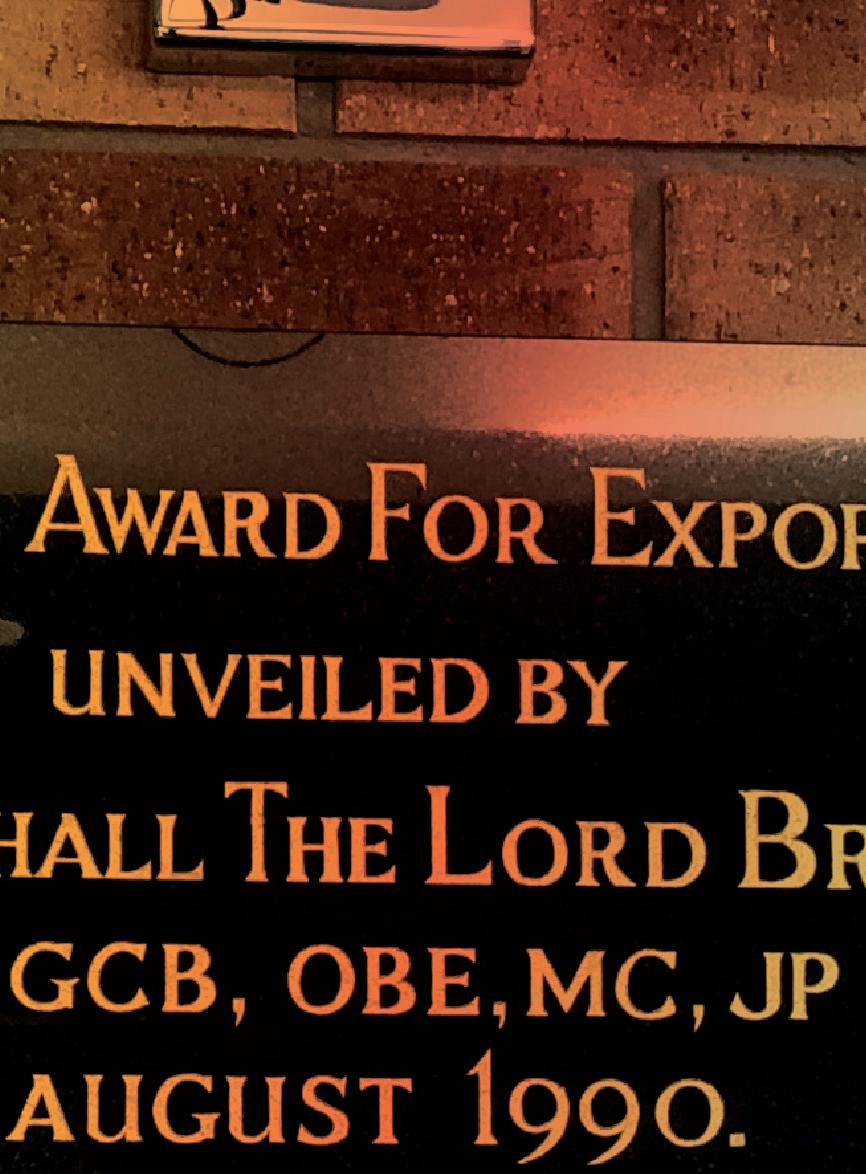 AWARD FOR EXPOR
UNVEILED BY
HALL THE LORD BR
GCB, OBE, MC, JP
AUGUST 1990.